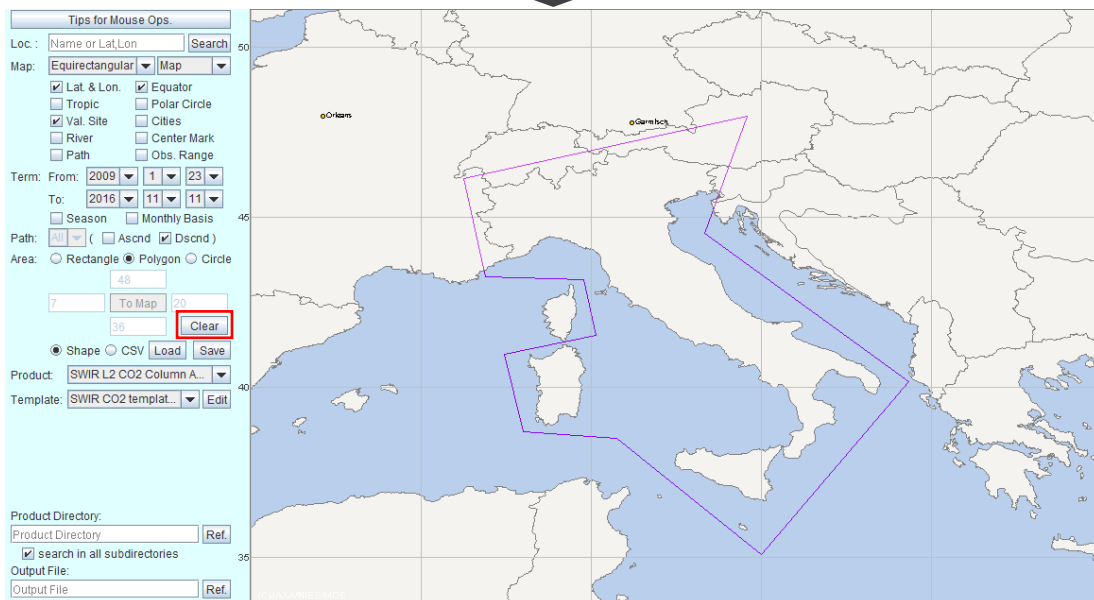 Tips for Mouse Ops.
Loc. : Name or Lat,Lon Search
Map: Equirectangular Map
Lat. & Lon. Equator
Tropic Polar Circle
Val. Site Cities
River Center Mark
Path Obs. Range
Term: From: 2009 1 23
To: 2016 11 11
Season Monthly Basis
Path: All ( Ascnd Dscnd )
Area: Rectangle Polygon Circle
48
7 To Map 20
36 Clear
Shape CSV Load Save
Product: SWIR L2 CO2 Column A...
Template: SWIR CO2 templat... Edit
Product Directory:
Product Directory Ref.
search in all subdirectories
Output File:
Output File Ref.
50
Orleans
Garmisch
45
40
35